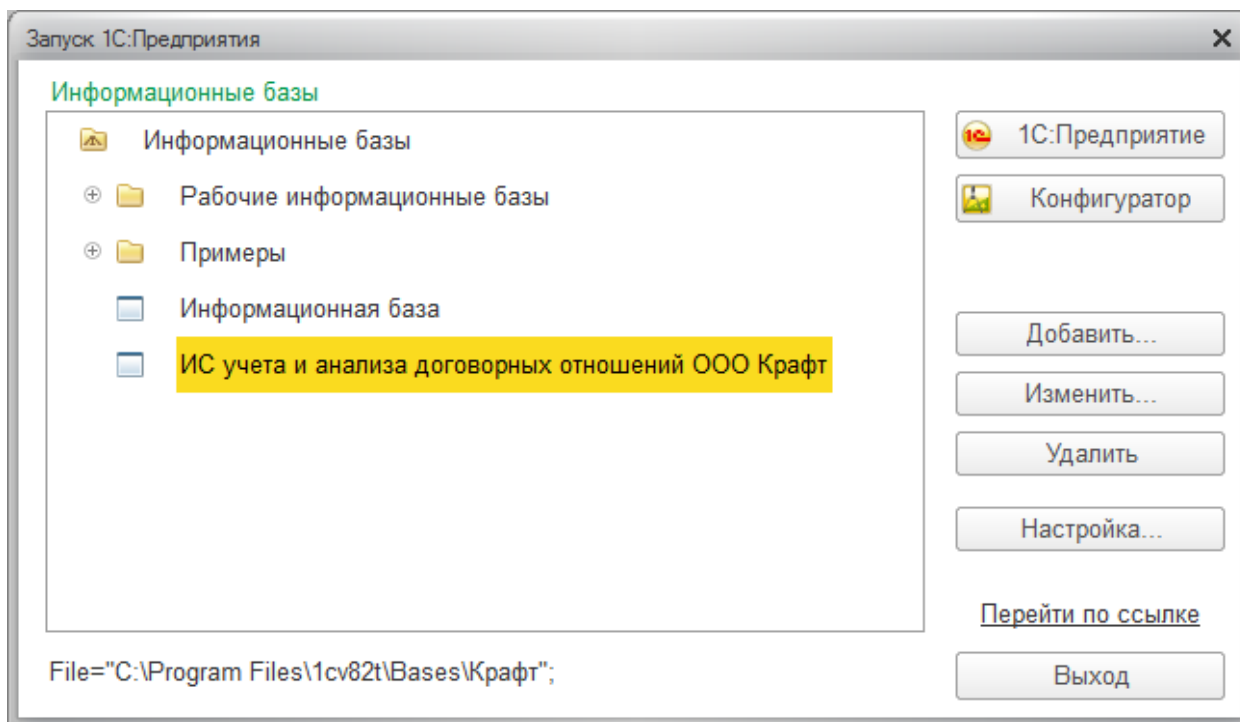 Запуск 1С:Предприятия
Информационные базы
Информационные базы
Рабочие информационные базы
Примеры
Информационная база
ИС учета и анализа договорных отношений ООО Крафт
1С:Предприятие
Конфигуратор
Добавить...
Изменить...
Удалить
Настройка...
Перейти по ссылке
File="C:\Program Files\1cv82t\Bases\Крафт";
Выход